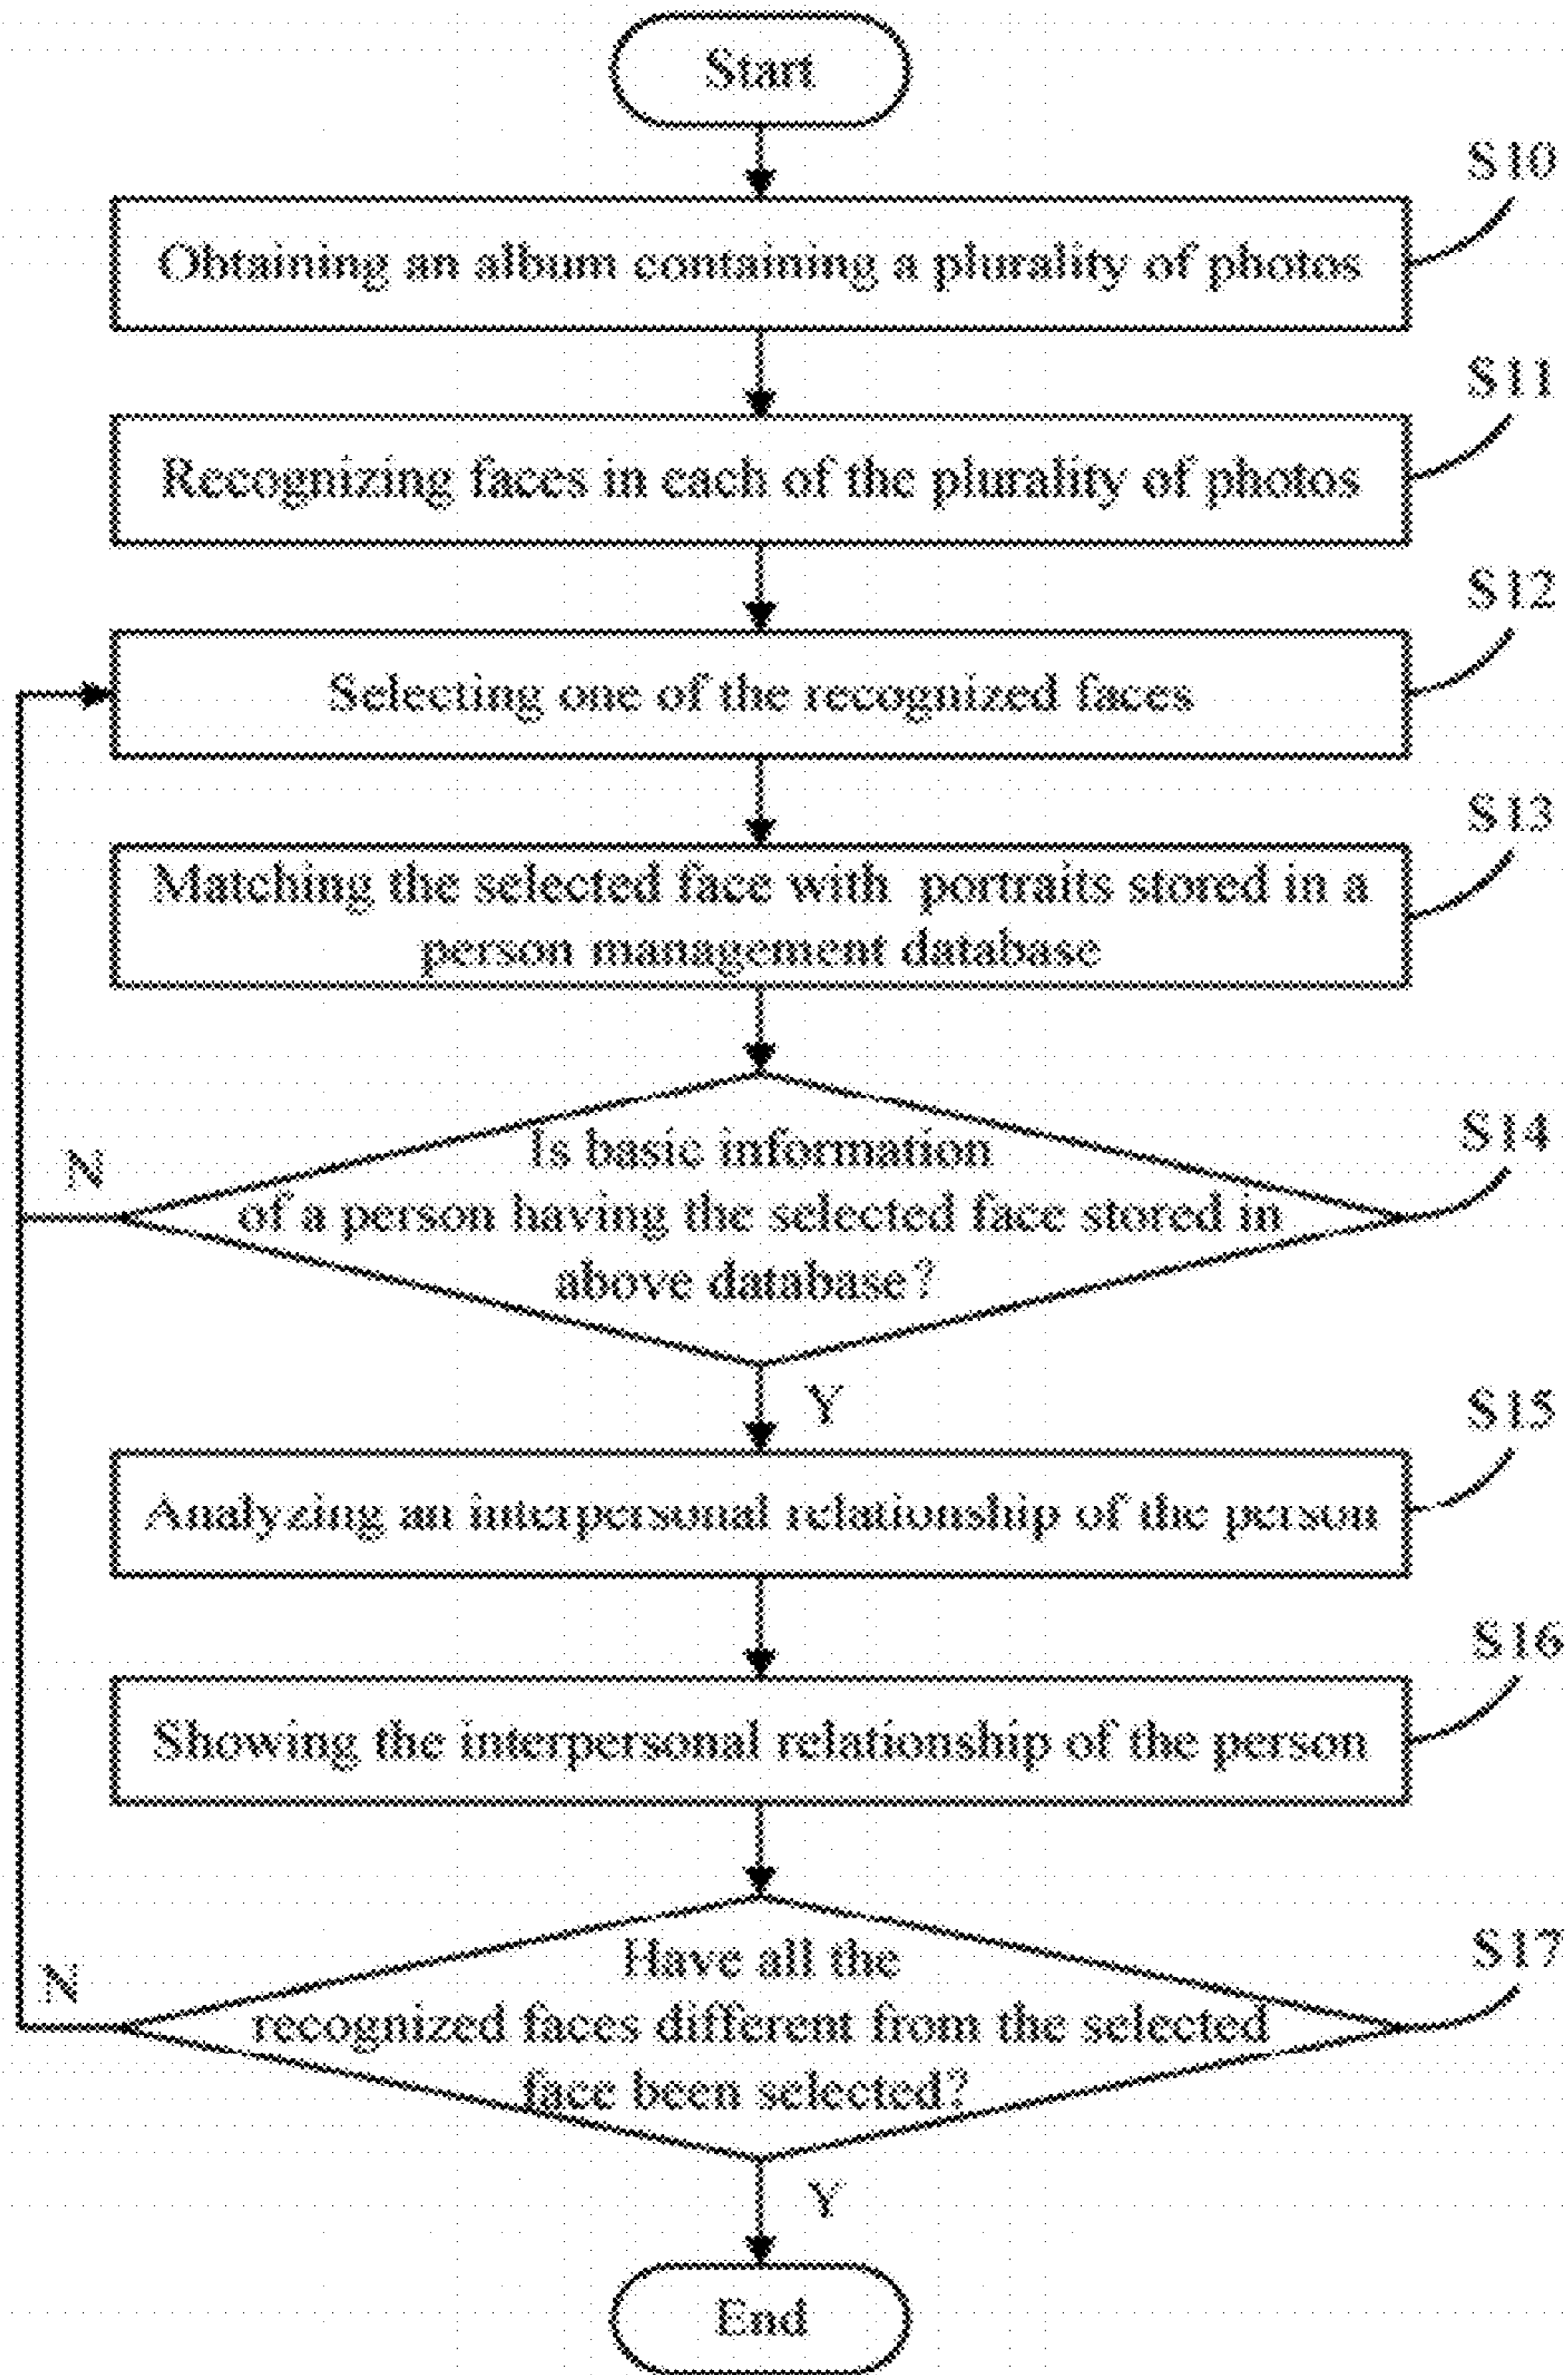 Start
S10
Obtaining an album containing a plurality of photos
S11
Recognizing faces in each of the plurality of photos
S12
Selecting one of the recognized faces
S13
Matching the selected face with portraits stored in a
person management database
S14
Is basic information
N
of a person having the selected face stored in
above database?
Y
S15
Analyzing an interpersonal relationship of the person
S16
Showing the interpersonal relationship of the person
S17
Have all the
N
recognized faces different from the selected
face been selected?
Y
End